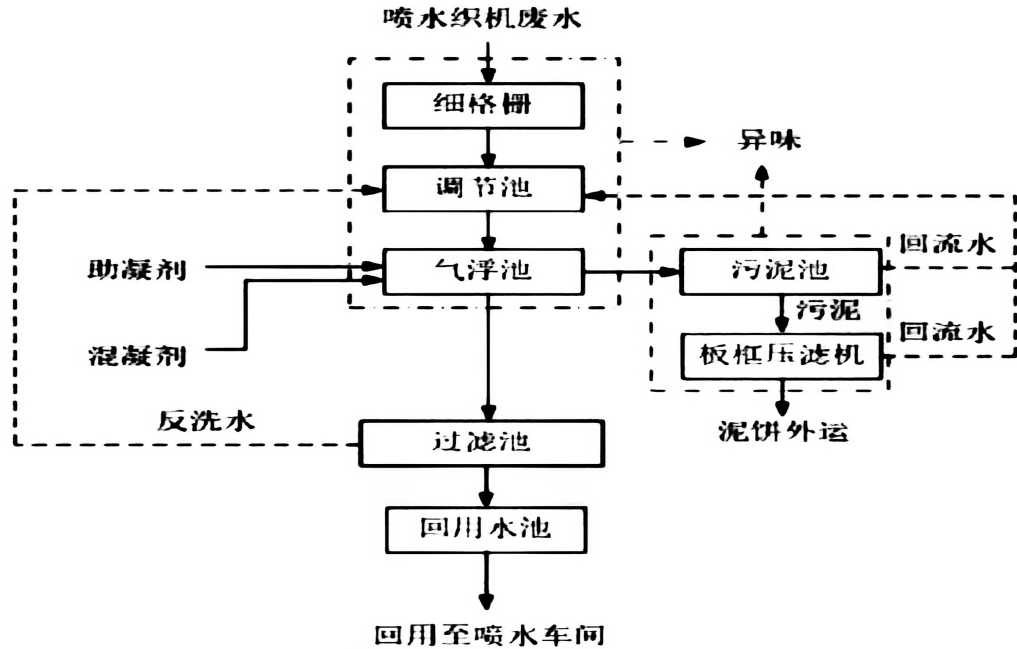 喷水织机废水
细格栅
异味
调节池
回流水
助凝剂
气浮池
污泥池
污泥
回流水
混凝剂
板框压滤机
反洗水
泥饼外运
过滤池
回用水池
回用至喷水车间